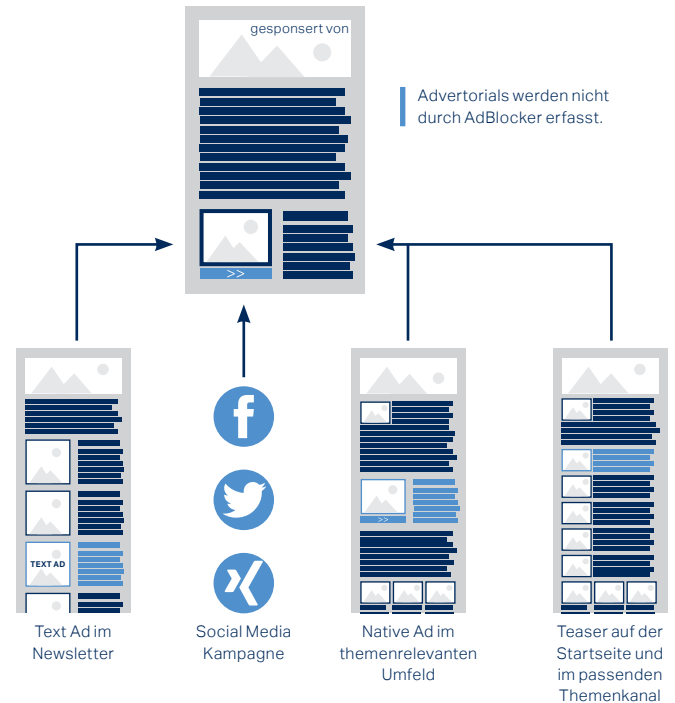 gesponsert von
Advertorials werden nicht
durch AdBlocker erfasst.
>>
>>
TEXT AD
Text Ad im
Newsletter
Social Media
Kampagne
Native Ad im
themenrelevanten
Umfeld
Teaser auf der
Startseite und
im passenden
Themenkanal